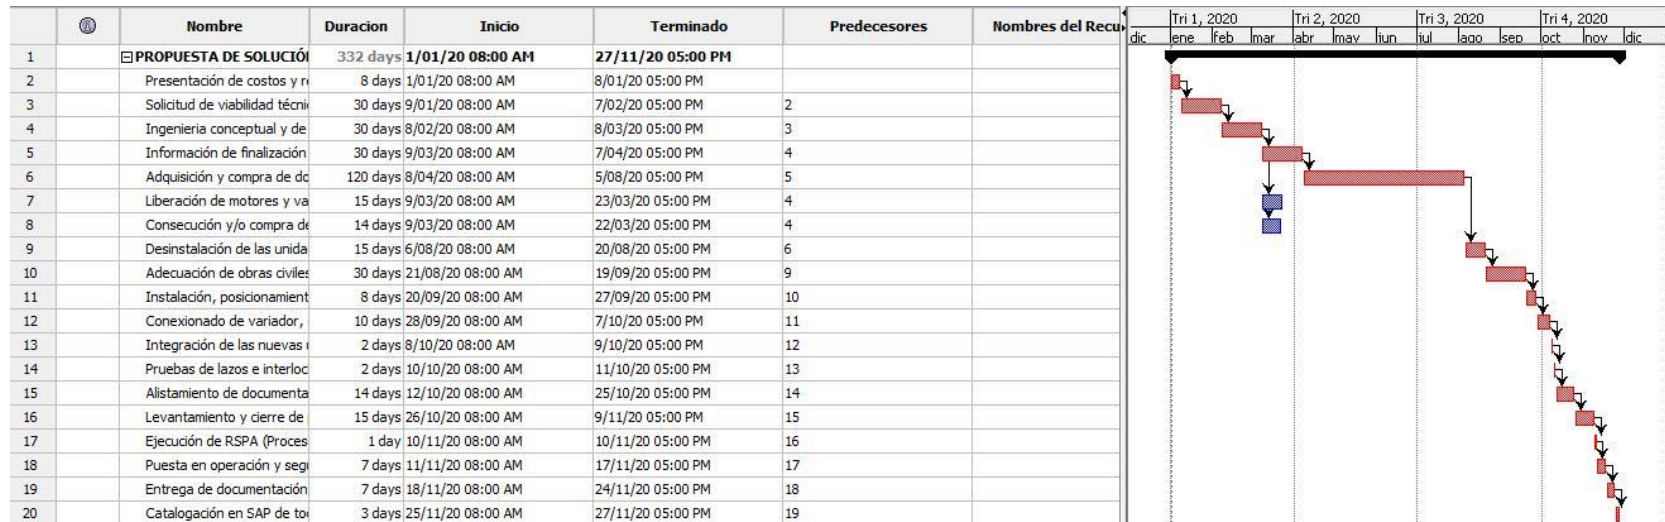 Nombre Duracion Inicio Terminado Predecesores Nombres del Recu
Tri 1, 2020 Tri 2, 2020 Tri 3, 2020 Tri 4, 2020
dic ene feb mar abr may jun jul ago sep oct nov dic
1 PROPUESTA DE SOLUCIÓN 332 days 1/01/20 08:00 AM 27/11/20 05:00 PM
2 Presentación de costos y re 8 days 1/01/20 08:00 AM 8/01/20 05:00 PM
3 Solicitud de viabilidad técni 30 days 9/01/20 08:00 AM 7/02/20 05:00 PM 2
4 Ingenieria conceptual y de 30 days 8/02/20 08:00 AM 8/03/20 05:00 PM 3
5 Información de finalización 30 days 9/03/20 08:00 AM 7/04/20 05:00 PM 4
6 Adquisición y compra de do 120 days 8/04/20 08:00 AM 5/08/20 05:00 PM 5
7 Liberación de motores y va 15 days 9/03/20 08:00 AM 23/03/20 05:00 PM 4
8 Consecución y/o compra de 14 days 9/03/20 08:00 AM 22/03/20 05:00 PM 4
9 Desinstalación de las unida 15 days 6/08/20 08:00 AM 20/08/20 05:00 PM 6
10 Adecuación de obras civiles 30 days 21/08/20 08:00 AM 19/09/20 05:00 PM 9
11 Instalación, posicionamient 8 days 20/09/20 08:00 AM 27/09/20 05:00 PM 10
12 Conexionado de variador, 10 days 28/09/20 08:00 AM 7/10/20 05:00 PM 11
13 Integración de las nuevas 2 days 8/10/20 08:00 AM 9/10/20 05:00 PM 12
14 Pruebas de lazos e interloc 2 days 10/10/20 08:00 AM 11/10/20 05:00 PM 13
15 Alistamiento de documenta 14 days 12/10/20 08:00 AM 25/10/20 05:00 PM 14
16 Levantamiento y cierre de 15 days 26/10/20 08:00 AM 9/11/20 05:00 PM 15
17 Ejecución de RSPA (Proces 1 day 10/11/20 08:00 AM 10/11/20 05:00 PM 16
18 Puesta en operación y segu 7 days 11/11/20 08:00 AM 17/11/20 05:00 PM 17
19 Entrega de documentación 7 days 18/11/20 08:00 AM 24/11/20 05:00 PM 18
20 Catalogación en SAP de to 3 days 25/11/20 08:00 AM 27/11/20 05:00 PM 19